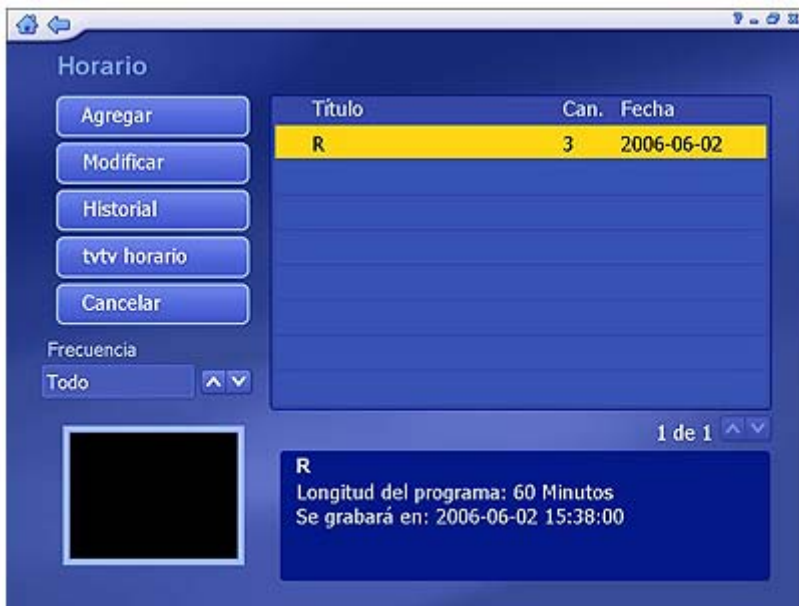 Horario
Agregar
Modificar
Historial
tvtv horario
Cancelar
Frecuencia
Todo
Título Can. Fecha
R 3 2006-06-02
1 de 1
R
Longitud del programa: 60 Minutos
Se grabará en: 2006-06-02 15:38:00